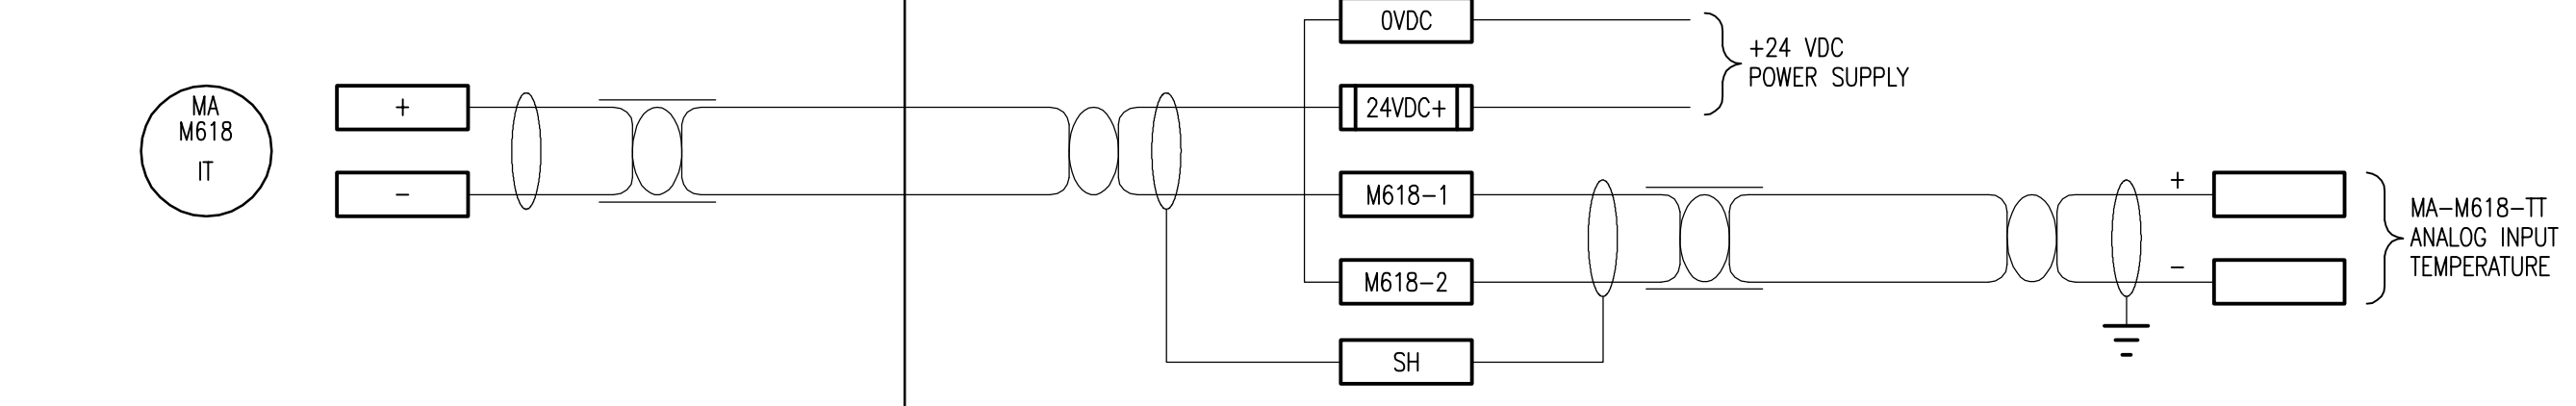 MA
M618
IT
+
−
0VDC
24VDC+
M618−1
M618−2
SH
+24 VDC
POWER SUPPLY
+
−
MA−M618−TT
ANALOG INPUT
TEMPERATURE